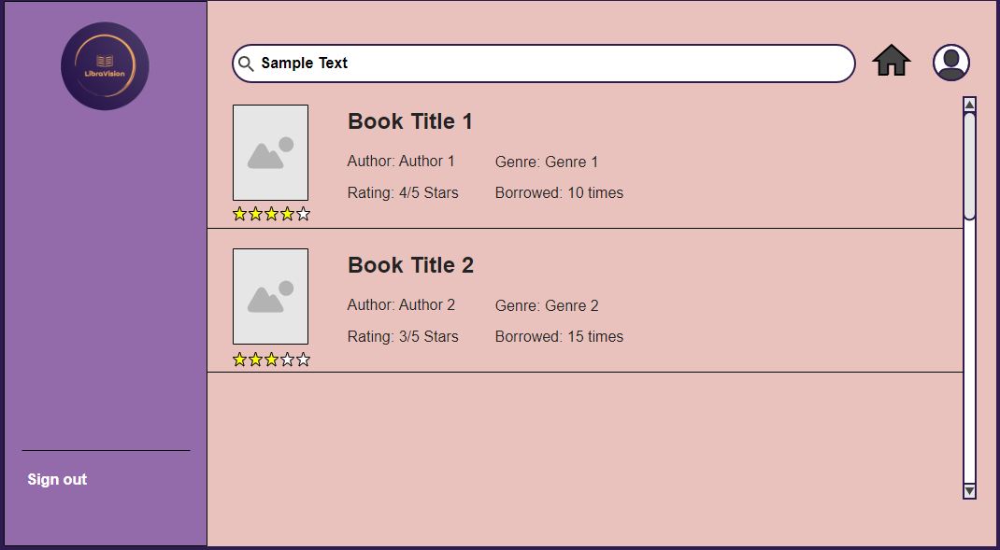 LibraVision
Sample Text
Book Title 1
Author: Author 1 Genre: Genre 1
Rating: 4/5 Stars Borrowed: 10 times
Book Title 2
Author: Author 2 Genre: Genre 2
Rating: 3/5 Stars Borrowed: 15 times
Sign out